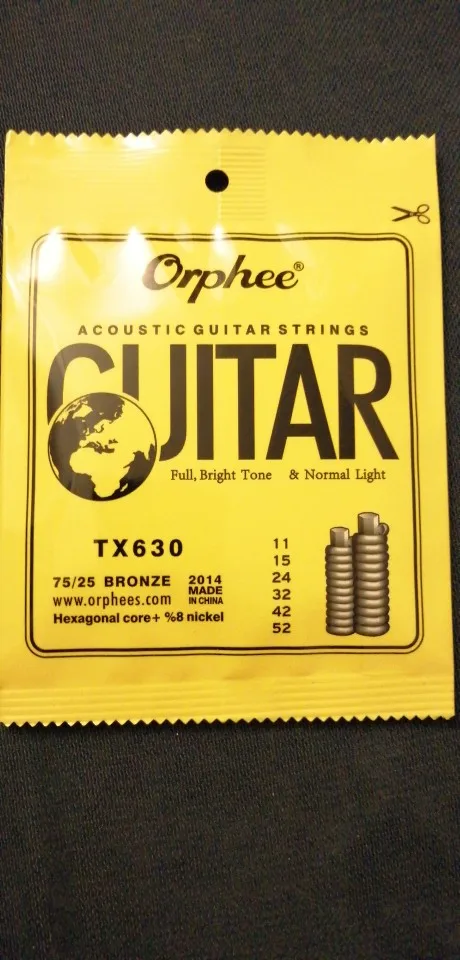 Orphee®
ACOUSTIC GUITAR STRINGS
GUITAR
Full, Bright Tone & Normal Light
TX630
75/25 BRONZE
2014
MADE
IN CHINA
www.orphees.com
Hexagonal core+ %8 nickel
11
15
24
32
42
52